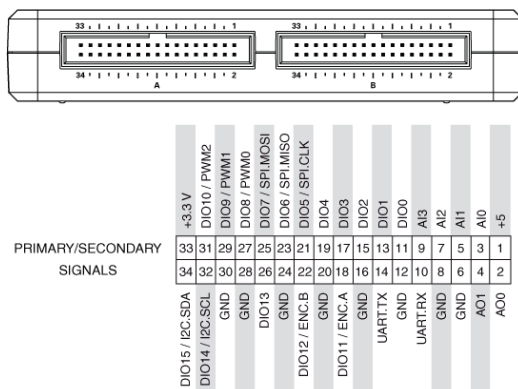 33 1 33 1
34 2 34 2
A B
+3.3 V
DIO10 / PWM2
DIO9 / PWM1
DIO8 / PWM0
DIO7 / SPI.MOSI
DIO6 / SPI.MISO
DIO5 / SPI.CLK
DIO4
DIO3
DIO2
DIO1
DIO0
AI3
AI2
AI1
AI0
+5
PRIMARY/SECONDARY
SIGNALS
33 31 29 27 25 23 21 19 17 15 13 11 9 7 5 3 1
34 32 30 28 26 24 22 20 18 16 14 12 10 8 6 4 2
DIO15 / I2C.SDA
DIO14 / I2C.SCL
GND
GND
DIO13
GND
DIO12 / ENC.B
GND
DIO11 / ENC.A
GND
UART.TX
GND
UART.RX
GND
GND
AO1
AO0